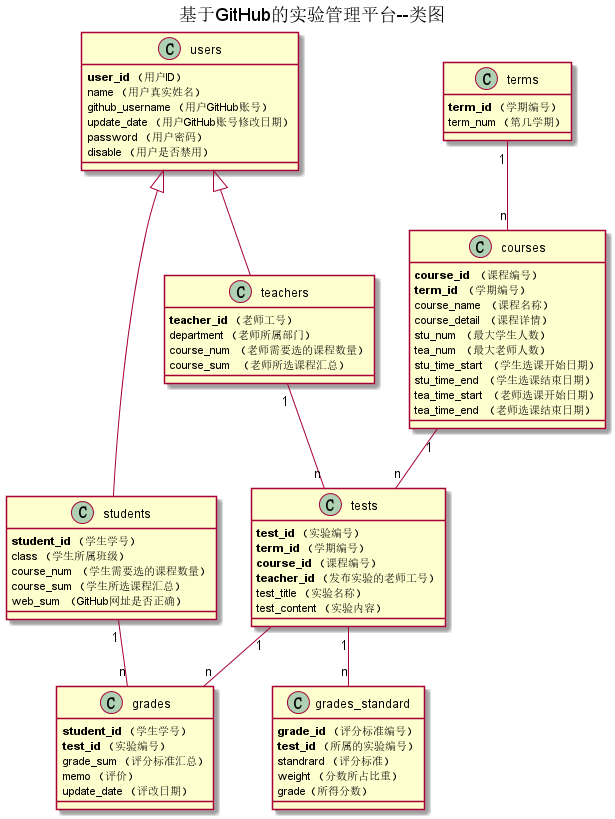 基于GitHub的实验管理平台--类图
C users
user_id （用户ID）
name （用户真实姓名）
github_username （用户GitHub账号）
update_date （用户GitHub账号修改日期）
password （用户密码）
disable （用户是否禁用）
C terms
term_id （学期编号）
term_num （第几学期）
1
n
C courses
course_id （课程编号）
term_id （学期编号）
course_name （课程名称）
course_detail （课程详情）
stu_num （最大学生人数）
tea_num （最大老师人数）
stu_time_start （学生选课开始日期）
stu_time_end （学生选课结束日期）
tea_time_start （老师选课开始日期）
tea_time_end （老师选课结束日期）
C teachers
teacher_id （老师工号）
department （老师所属部门）
course_num （老师需要选的课程数量）
course_sum （老师所选课程汇总）
1
1
n
n
C students
student_id （学生学号）
class （学生所属班级）
course_num （学生需要选的课程数量）
course_sum （学生所选课程汇总）
web_sum （GitHub网址是否正确）
C tests
test_id （实验编号）
term_id （学期编号）
course_id （课程编号）
teacher_id （发布实验的老师工号）
test_title （实验名称）
test_content （实验内容）
1
1
1
n
n
n
C grades
student_id （学生学号）
test_id （实验编号）
grade_sum （评分标准汇总）
memo （评价）
update_date （评改日期）
C grades_standard
grade_id （评分标准编号）
test_id （所属的实验编号）
standrard （评分标准）
weight （分数所占比重）
grade（所得分数）